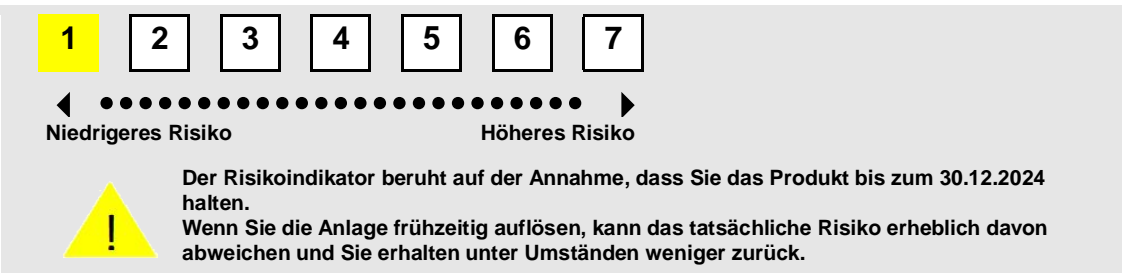 1 2 3 4 5 6 7
Niedrigeres Risiko Höheres Risiko
Der Risikoindikator beruht auf der Annahme, dass Sie das Produkt bis zum 30.12.2024
halten.
Wenn Sie die Anlage frühzeitig auflösen, kann das tatsächliche Risiko erheblich davon
abweichen und Sie erhalten unter Umständen weniger zurück.
!